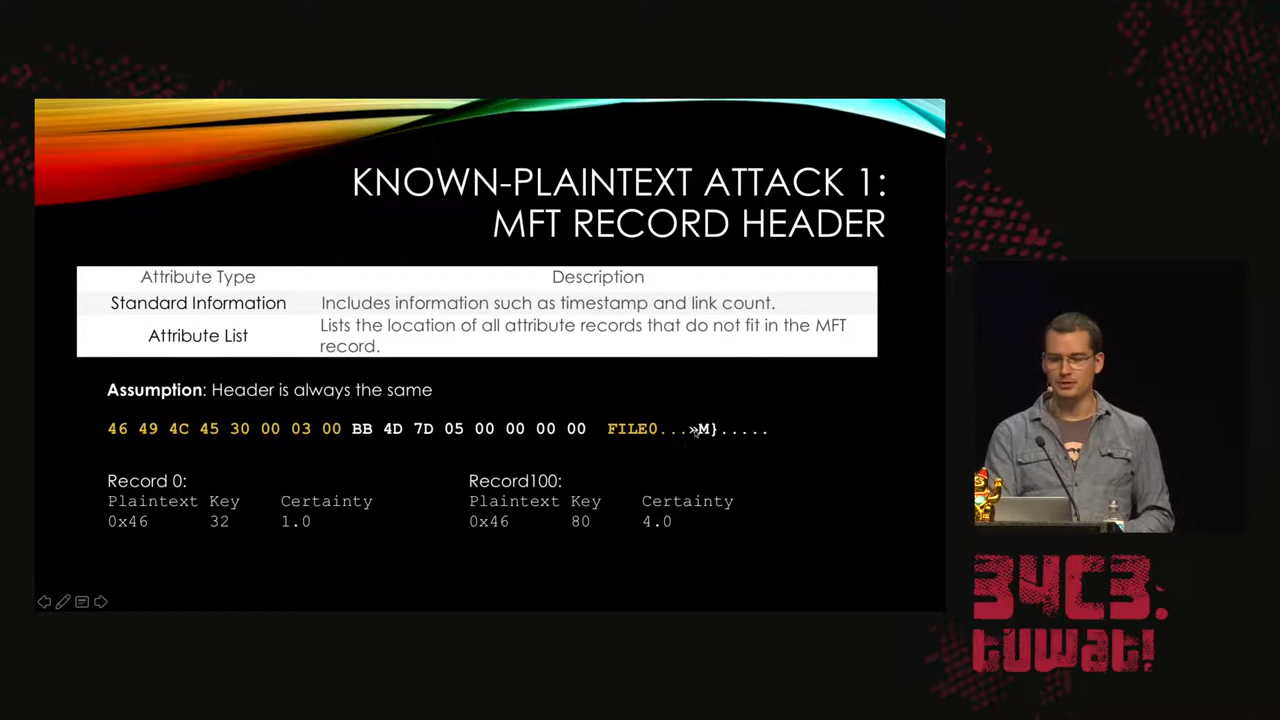 KNOWN-PLAINTEXT ATTACK 1:
MFT RECORD HEADER
Attribute Type Description
Standard Information Includes information such as timestamp and link count.
Attribute List Lists the location of all attribute records that do not fit in the MFT
record.
Assumption: Header is always the same
46 49 4C 45 30 00 03 00 BB 4D 7D 05 00 00 00 00 FILE0...»M}.....
Record 0: Record100:
Plaintext Key Certainty Plaintext Key Certainty
0x46 32 1.0 0x46 80 4.0
34C3.
tuwat!